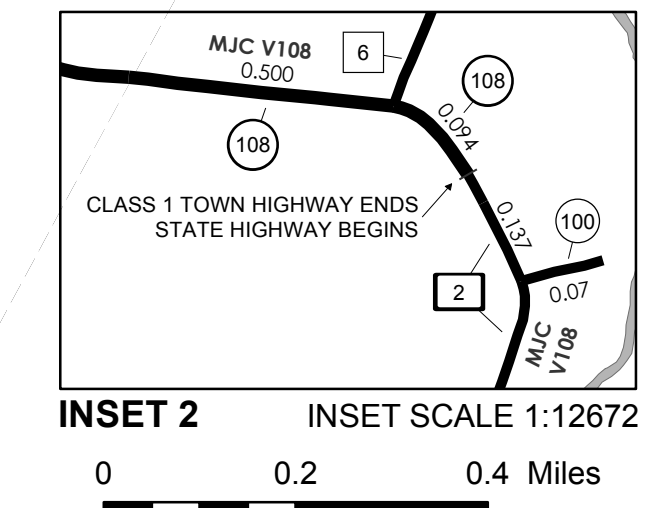 MJC V108
0.500
6
108
0.094
108
CLASS 1 TOWN HIGHWAY ENDS
STATE HIGHWAY BEGINS
0.137
100
2
0.07
MJC
V108
INSET 2 INSET SCALE 1:12672
0 0.2 0.4 Miles